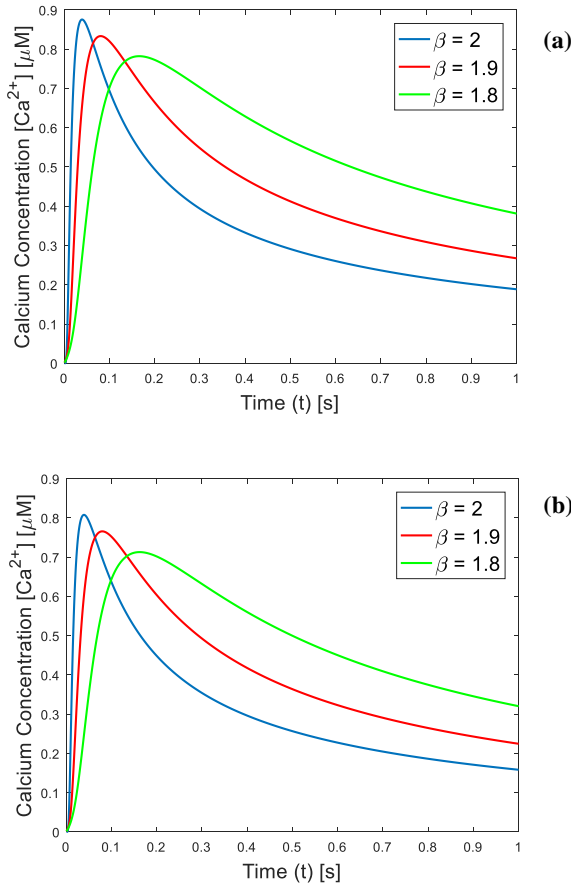 (a)
Calcium Concentration [Ca2+] [μM]
0.9
0.8
0.7
0.6
0.5
0.4
0.3
0.2
0.1
0
β = 2
β = 1.9
β = 1.8
0 0.1 0.2 0.3 0.4 0.5 0.6 0.7 0.8 0.9 1
Time (t) [s]
(b)
Calcium Concentration [Ca2+] [μM]
0.9
0.8
0.7
0.6
0.5
0.4
0.3
0.2
0.1
0
β = 2
β = 1.9
β = 1.8
0 0.1 0.2 0.3 0.4 0.5 0.6 0.7 0.8 0.9 1
Time (t) [s]